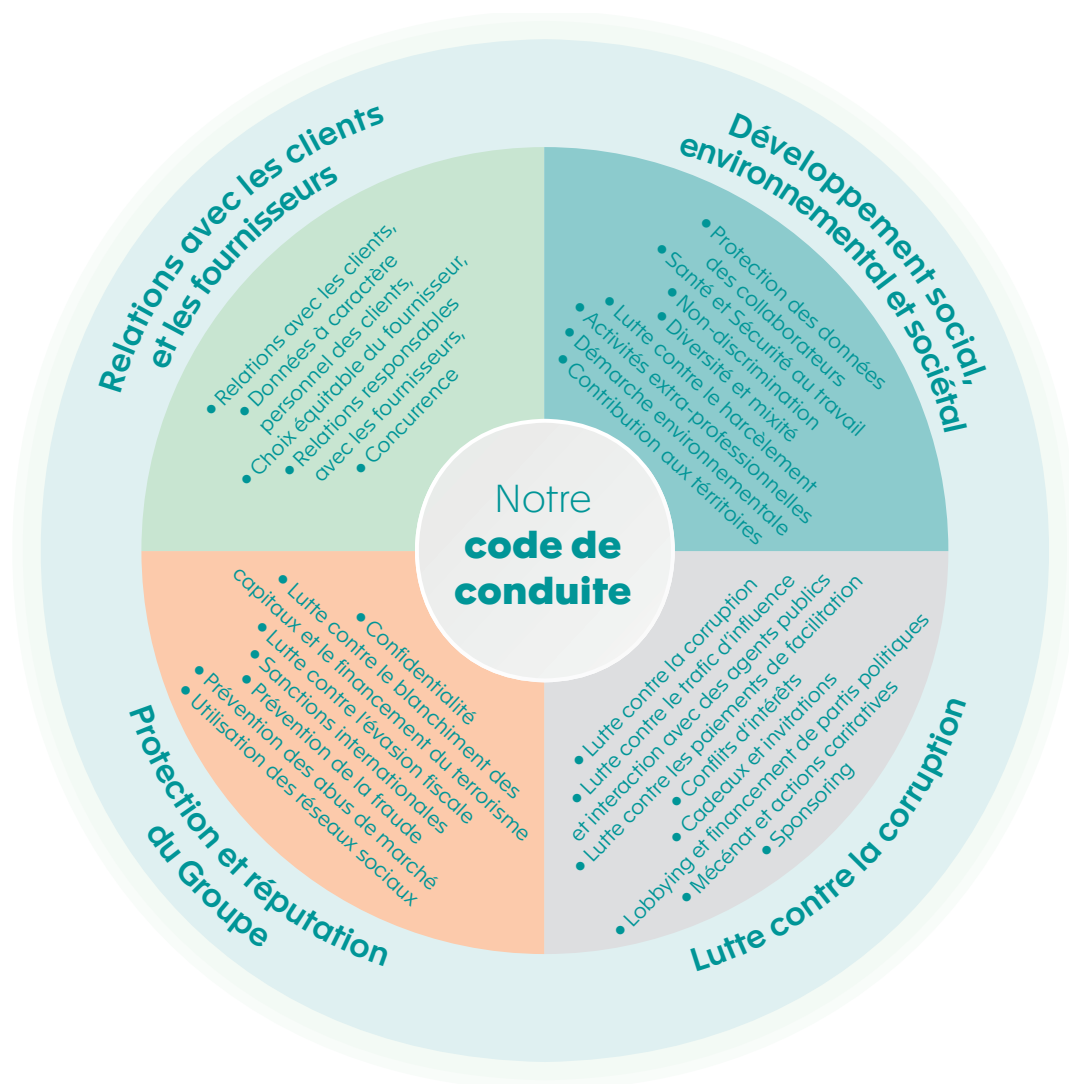 Notre
code de
conduite
Relations avec les clients
et les fournisseurs
• Relations avec les clients,
• Données à caractère
personnel des clients,
• Choix équitable du fournisseur,
• Relations responsables
avec les fournisseurs,
• Concurrence
Développement social,
environnemental et sociétal
• Protection des données
des collaborateurs
• Santé et Sécurité au travail
• Non-discrimination
• Diversité et mixité
• Lutte contre le harcèlement
• Activités extra-professionnelles
• Démarche environnementale
• Contribution aux térritoires
Protection et réputation
du Groupe
• Confidentialité
• Lutte contre le blanchiment des
capitaux et le financement du terrorisme
• Lutte contre l'évasion fiscale
• Sanctions internationales
• Prévention de la fraude
• Prévention des abus de marché
• Utilisation des réseaux sociaux
Lutte contre la corruption
• Lutte contre la corruption
• Lutte contre le trafic d'influence
et interaction avec des agents publics
• Lutte contre les paiements de facilitation
• Conflits d'intérêts
• Cadeaux et invitations
• Lobbying et financement de partis politiques
• Mécénat et actions caritatives
• Sponsoring